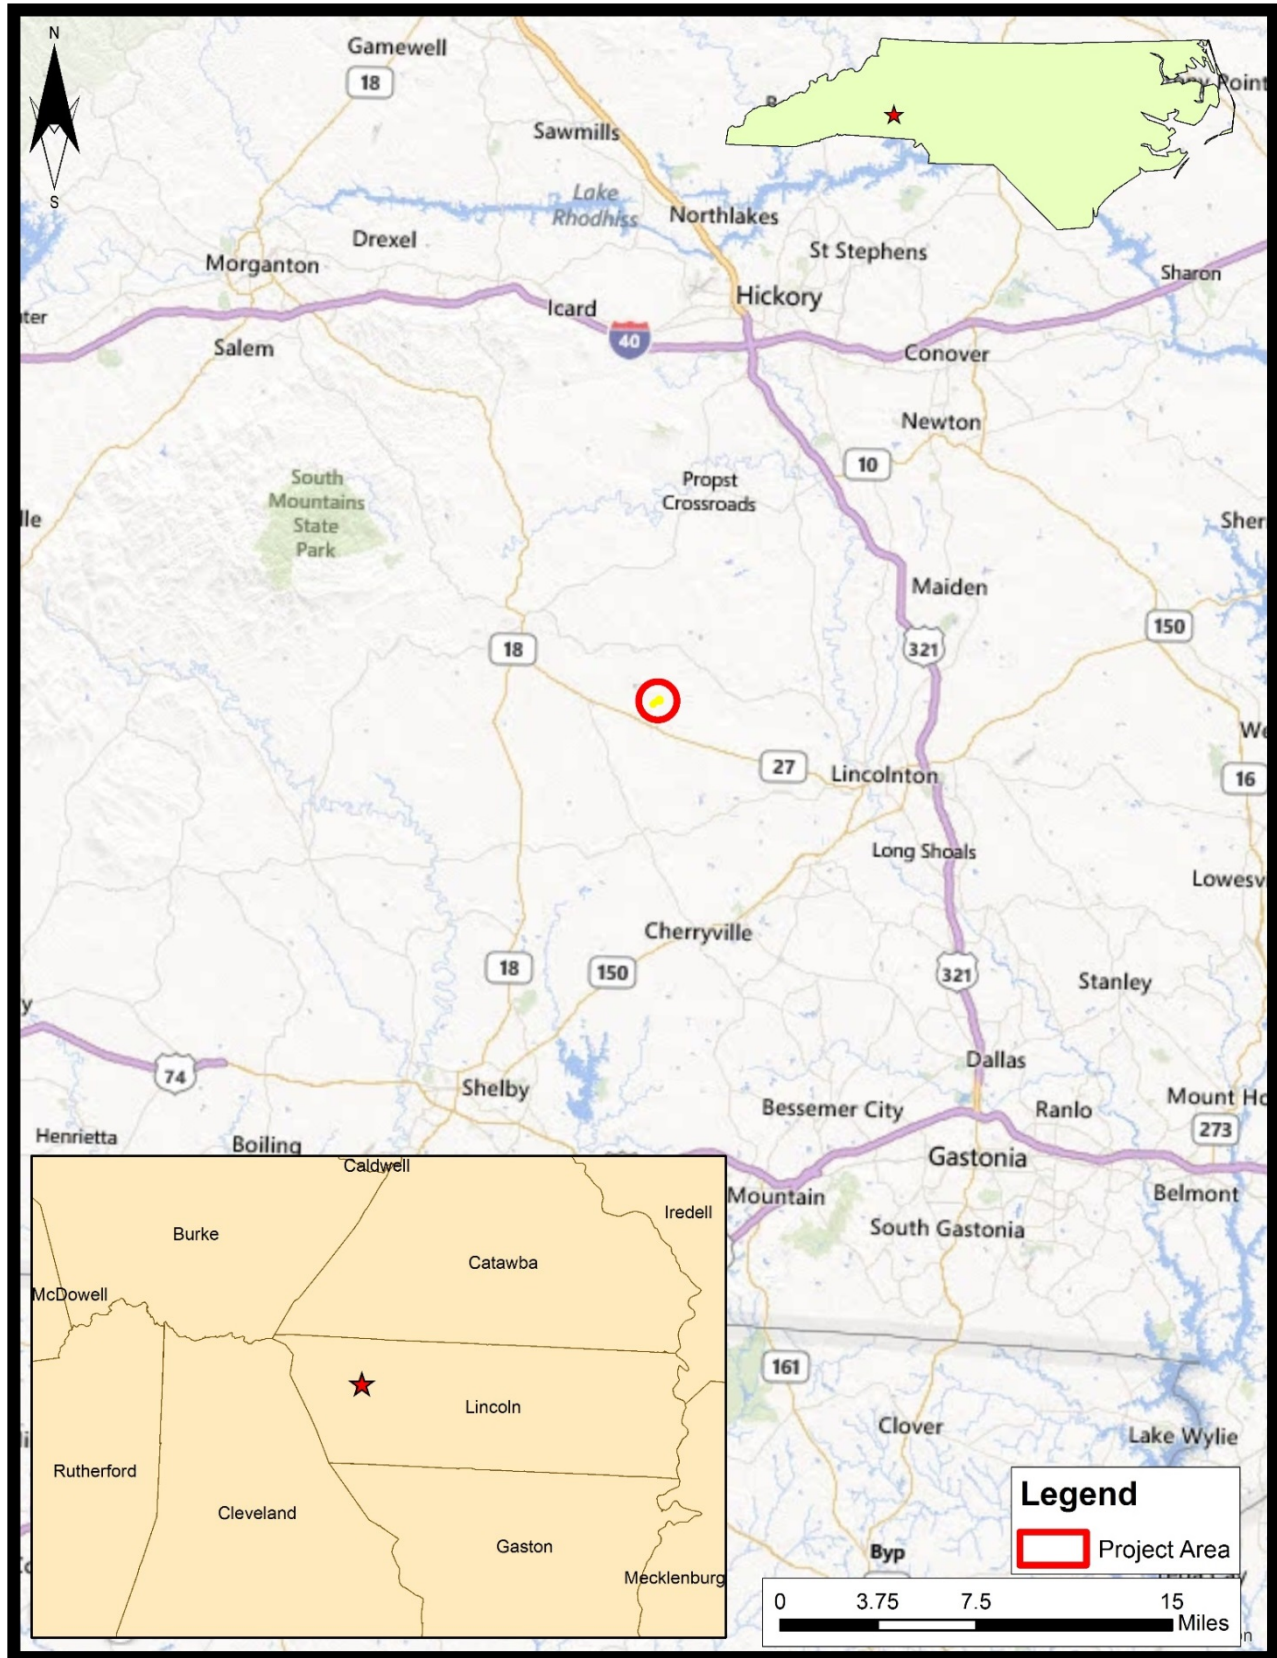 N
Gamewell
18
Sawmills
S
Lake
Rhodhiss
Northlakes
Drexel
St Stephens
Morganton
Sharon
Hickory
Icard
40
Salem
Conover
Newton
10
Propst
Crossroads
South
Mountains
State
Park
Maiden
150
18
321
27
Lincolnton
16
Long Shoals
Cherryville
18
150
321
Stanley
Dallas
74
Shelby
Bessemer City
Ranlo
273
Henrietta
Boiling
Gastonia
Mountain
Belmont
South Gastonia
Caldwell
Burke
Iredell
Catawba
McDowell
Lincoln
Rutherford
Cleveland
Gaston
Mecklenburg
161
Clover
Lake Wylie
Legend
Project Area
Byp
0 3.75 7.5 15
Miles